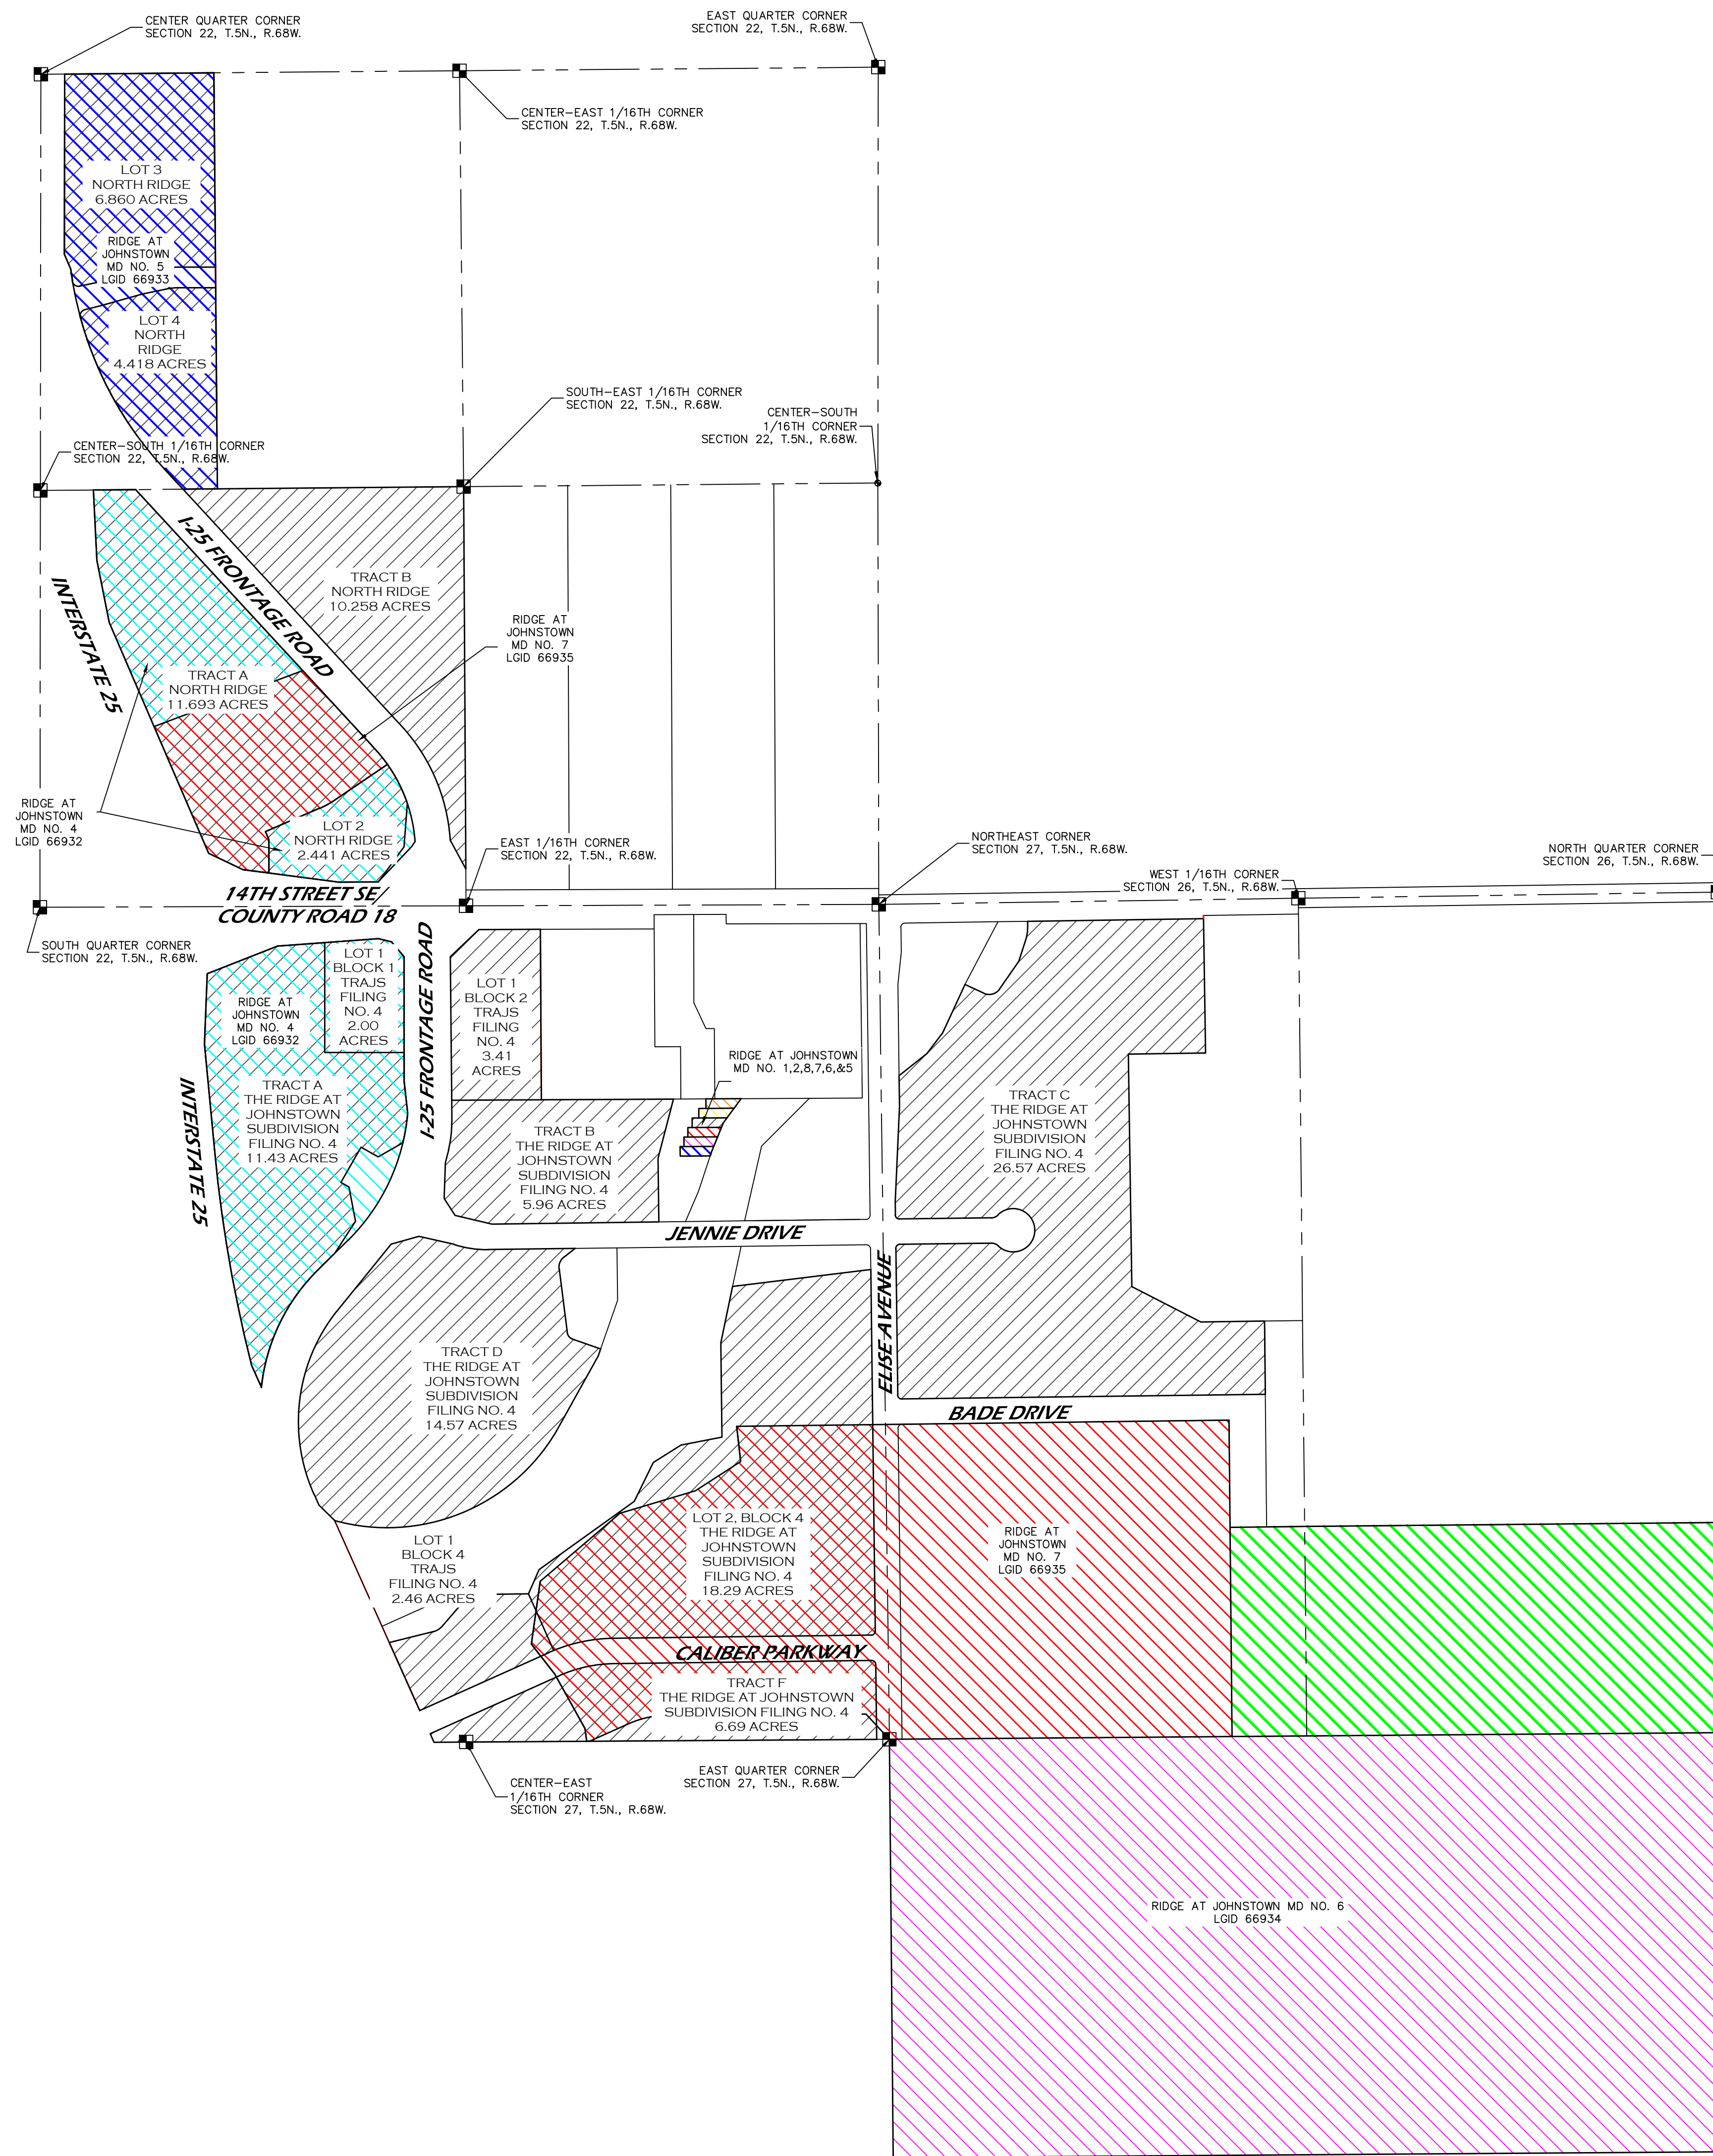 CENTER QUARTER CORNER
SECTION 22, T.5N., R.68W.
EAST QUARTER CORNER
SECTION 22, T.5N., R.68W.
CENTER-EAST 1/16TH CORNER
SECTION 22, T.5N., R.68W.
LOT 3
NORTH RIDGE
6.860 ACRES
RIDGE AT
JOHNSTOWN
MD NO. 5
LGID 66933
LOT 4
NORTH
RIDGE
4.418 ACRES
SOUTH-EAST 1/16TH CORNER
SECTION 22, T.5N., R.68W.
CENTER-SOUTH
1/16TH CORNER
SECTION 22, T.5N., R.68W.
CENTER-SOUTH 1/16TH CORNER
SECTION 22, T.5N., R.68W.
I-25 FRONTAGE ROAD
INTERSTATE 25
TRACT B
NORTH RIDGE
10.258 ACRES
RIDGE AT
JOHNSTOWN
MD NO. 7
LGID 66935
TRACT A
NORTH RIDGE
11.693 ACRES
RIDGE AT
JOHNSTOWN
MD NO. 4
LGID 66932
LOT 2
NORTH RIDGE
2.441 ACRES
EAST 1/16TH CORNER
SECTION 22, T.5N., R.68W.
NORTHEAST CORNER
SECTION 27, T.5N., R.68W.
NORTH QUARTER CORNER
SECTION 26, T.5N., R.68W.
WEST 1/16TH CORNER
SECTION 26, T.5N., R.68W.
14TH STREET SE/
COUNTY ROAD 18
SOUTH QUARTER CORNER
SECTION 22, T.5N., R.68W.
I-25 FRONTAGE ROAD
LOT 1
BLOCK 1
TRAJS
FILING
NO. 4
2.00
ACRES
RIDGE AT
JOHNSTOWN
MD NO. 4
LGID 66932
LOT 1
BLOCK 2
TRAJS
FILING
NO. 4
3.41
ACRES
RIDGE AT JOHNSTOWN
MD NO. 1,2,8,7,6,&5
INTERSTATE 25
TRACT A
THE RIDGE AT
JOHNSTOWN
SUBDIVISION
FILING NO. 4
11.43 ACRES
TRACT B
THE RIDGE AT
JOHNSTOWN
SUBDIVISION
FILING NO. 4
5.96 ACRES
TRACT C
THE RIDGE AT
JOHNSTOWN
SUBDIVISION
FILING NO. 4
26.57 ACRES
JENNIE DRIVE
ELISE AVENUE
TRACT D
THE RIDGE AT
JOHNSTOWN
SUBDIVISION
FILING NO. 4
14.57 ACRES
BADE DRIVE
LOT 1
BLOCK 4
TRAJS
FILING NO. 4
2.46 ACRES
LOT 2, BLOCK 4
THE RIDGE AT
JOHNSTOWN
SUBDIVISION
FILING NO. 4
18.29 ACRES
RIDGE AT
JOHNSTOWN
MD NO. 7
LGID 66935
CALIBER PARKWAY
TRACT F
THE RIDGE AT JOHNSTOWN
SUBDIVISION FILING NO. 4
6.69 ACRES
CENTER-EAST
1/16TH CORNER
SECTION 27, T.5N., R.68W.
EAST QUARTER CORNER
SECTION 27, T.5N., R.68W.
RIDGE AT JOHNSTOWN MD NO. 6
LGID 66934